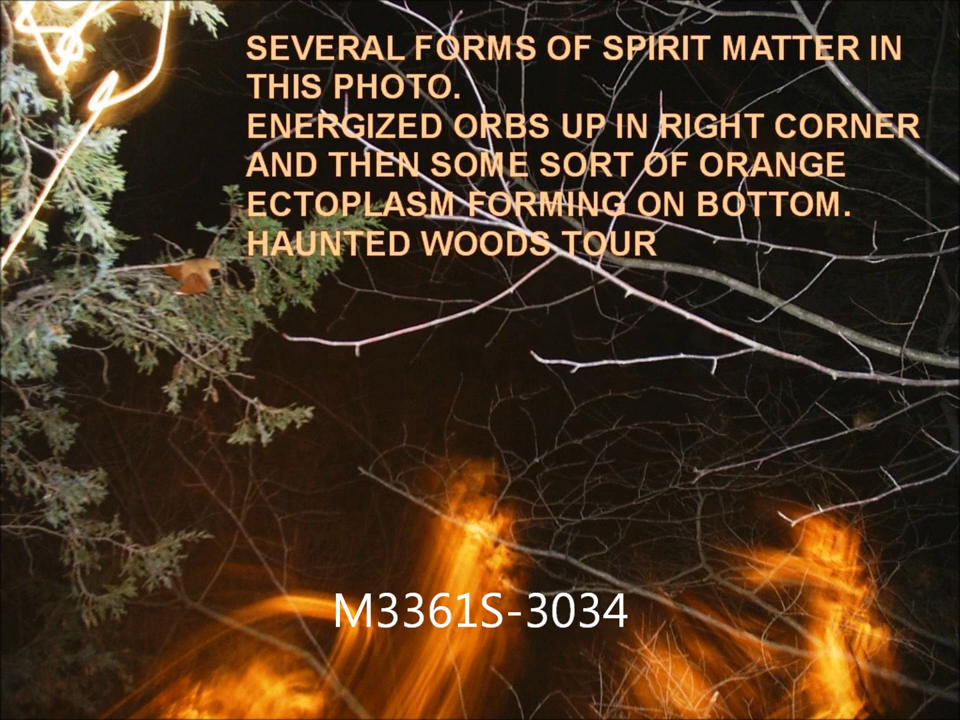 SEVERAL FORMS OF SPIRIT MATTER IN
THIS PHOTO.
ENERGIZED ORBS UP IN RIGHT CORNER
AND THEN SOME SORT OF ORANGE
ECTOPLASM FORMING ON BOTTOM.
HAUNTED WOODS TOUR
M3361S-3034